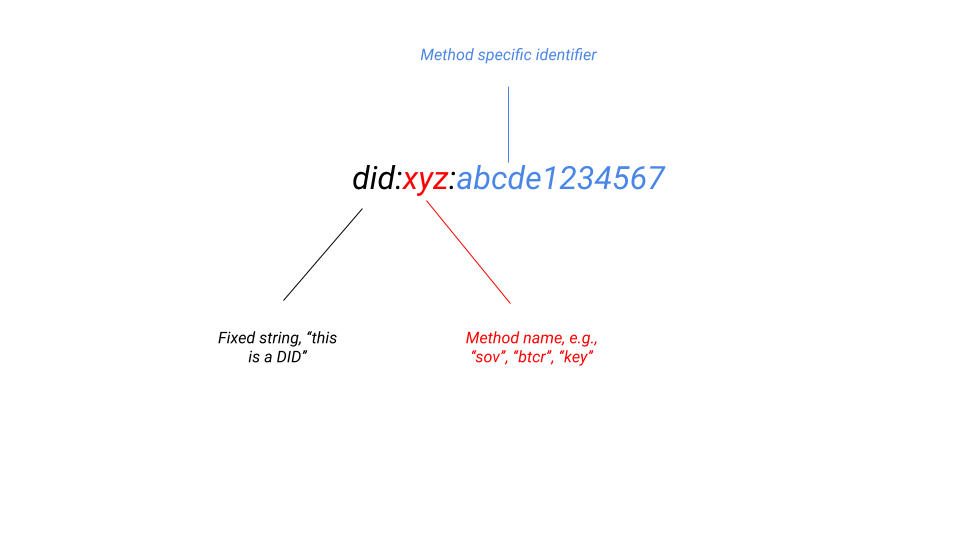 Method specific identifier
did:xyz:abcde1234567
Fixed string, “this
is a DID”
Method name, e.g.,
“sov”, “btcr”, “key”